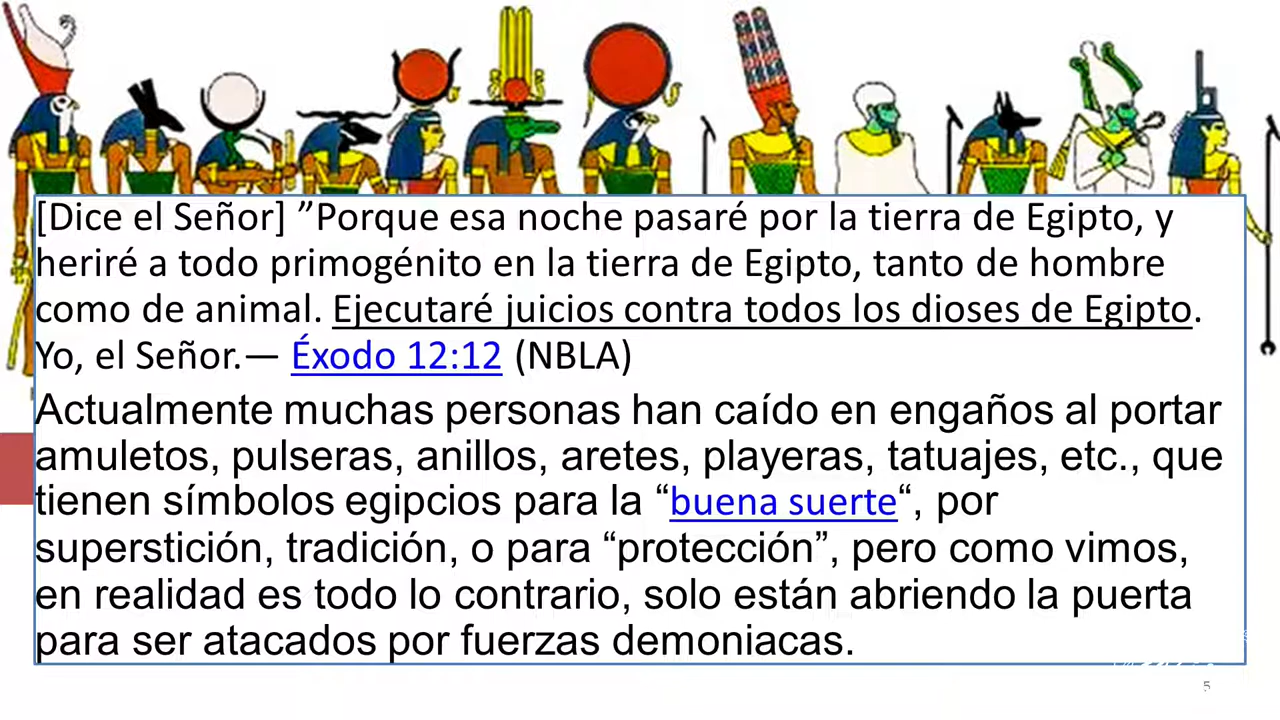 [Dice el Señor] ”Porque esa noche pasaré por la tierra de Egipto, y
heriré a todo primogénito en la tierra de Egipto, tanto de hombre
como de animal. Ejecutaré juicios contra todos los dioses de Egipto.
Yo, el Señor.— Éxodo 12:12 (NBLA)
Actualmente muchas personas han caído en engaños al portar
amuletos, pulseras, anillos, aretes, playeras, tatuajes, etc., que
tienen símbolos egipcios para la “buena suerte“, por
superstición, tradición, o para “protección”, pero como vimos,
en realidad es todo lo contrario, solo están abriendo la puerta
para ser atacados por fuerzas demoniacas.
5